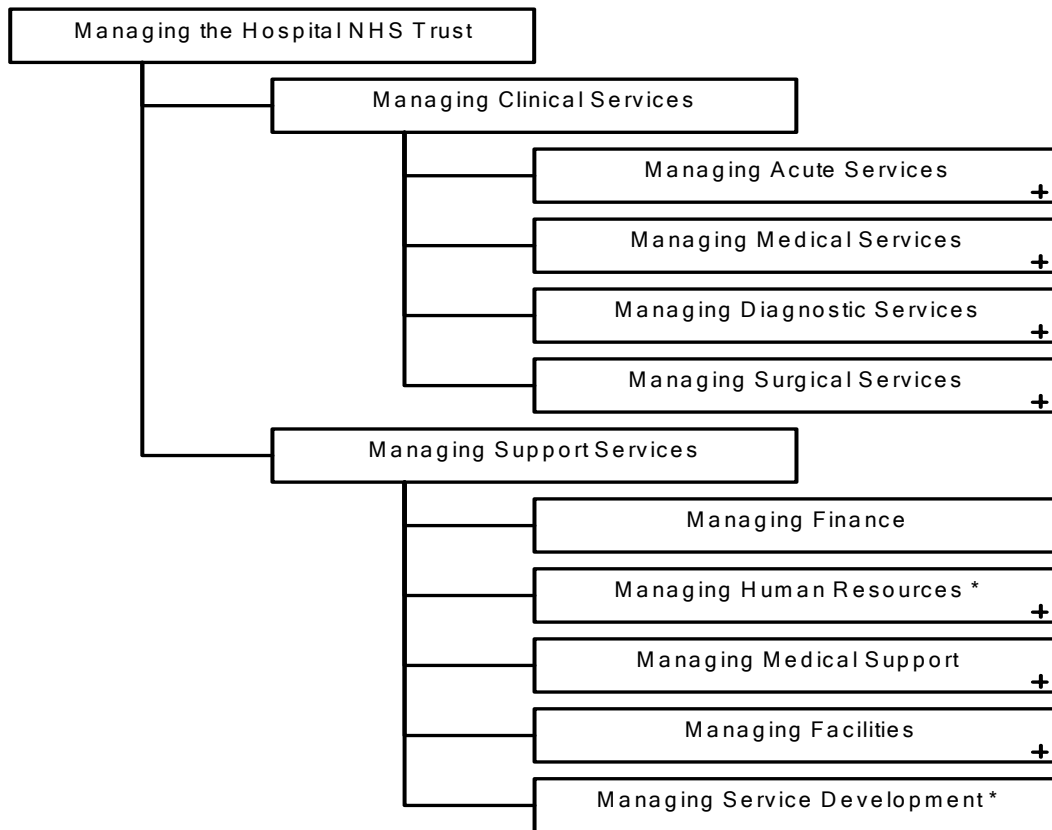 Managing the Hospital NHS Trust
Managing Clinical Services
Managing Acute Services
+
Managing Medical Services
+
Managing Diagnostic Services
+
Managing Surgical Services
+
Managing Support Services
Managing Finance
Managing Human Resources *
+
Managing Medical Support
+
Managing Facilities
+
Managing Service Development *